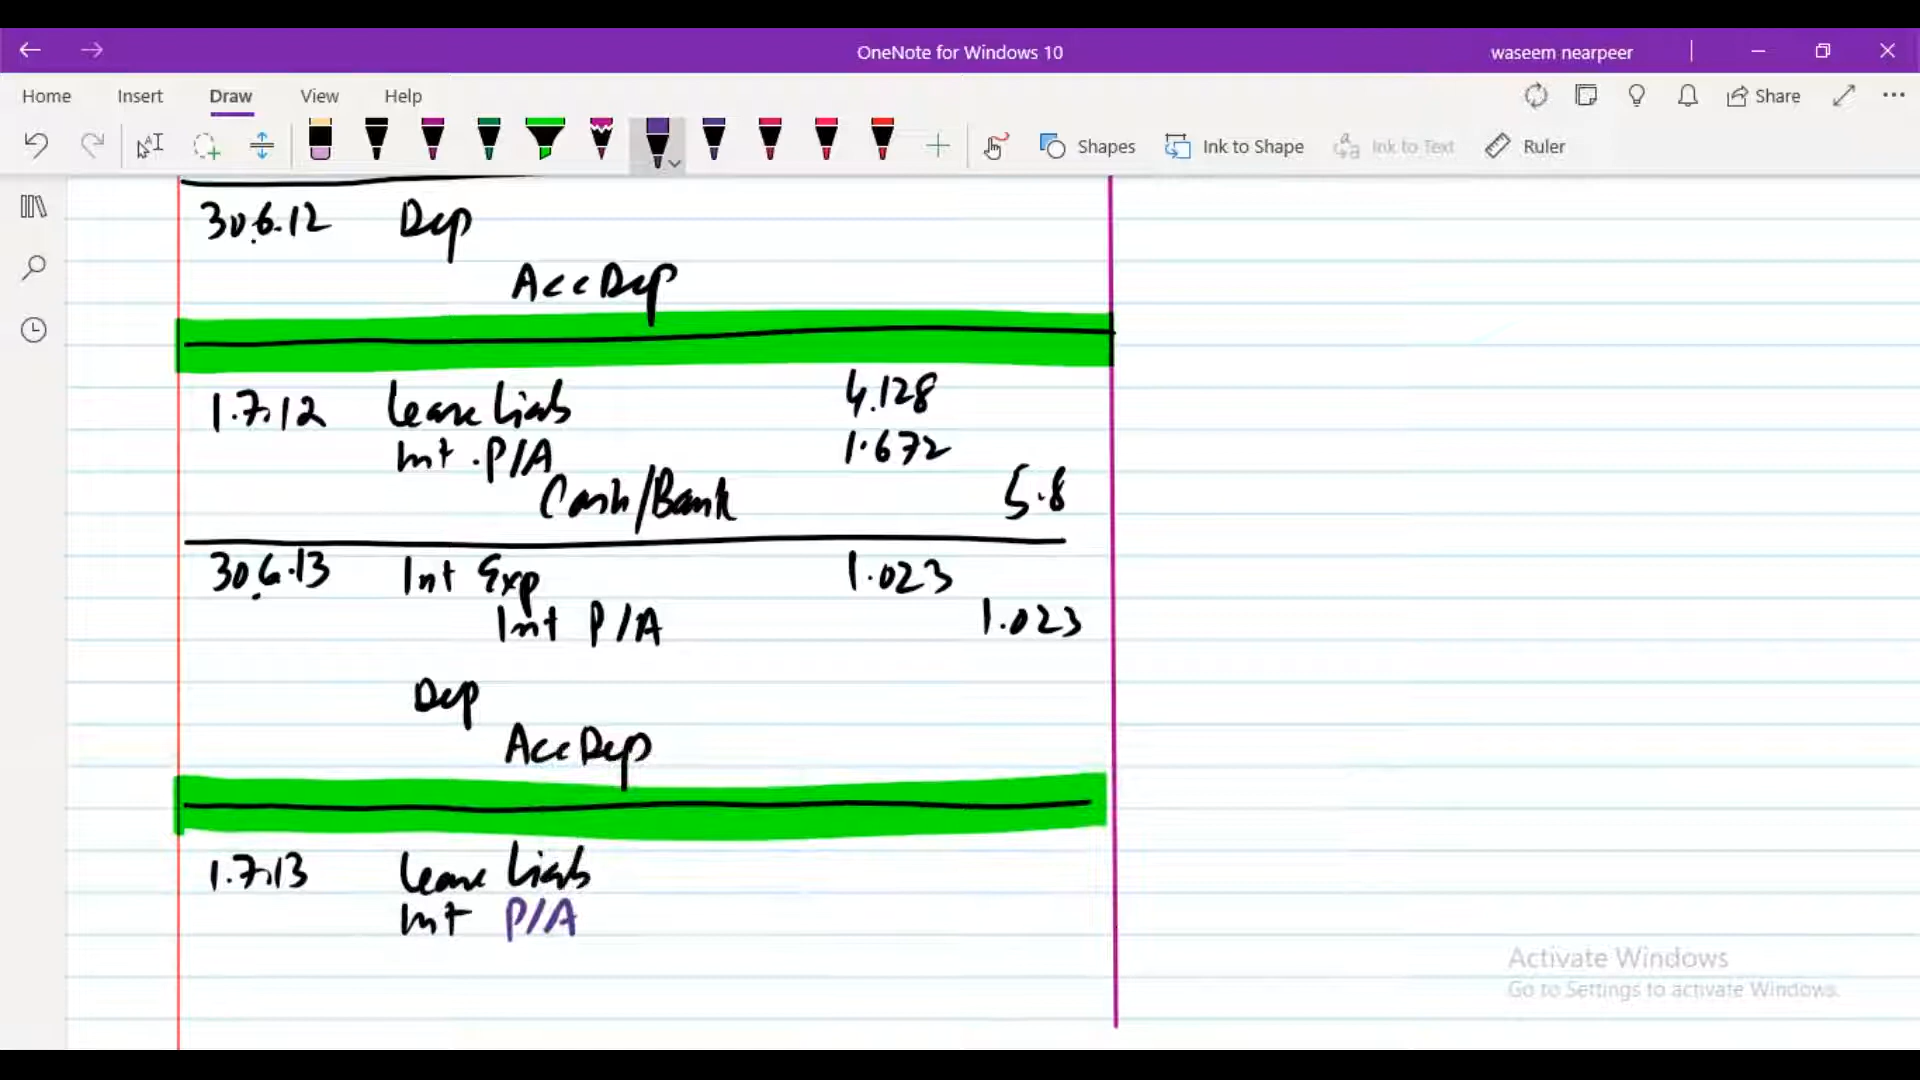 OneNote for Windows 10
waseem nearpeer
Home Insert Draw View Help
Share
Shapes Ink to Shape Ink to Text Ruler
30.6.12 Dep
Acc Dep
1.7.12 Lease Liab 4.128
Int . P/A 1.672
Cash/Bank 5.8
30.6.13 Int Exp 1.023
Int P/A 1.023
Dep
Acc Dep
1.7.13 Lease Liab
Int P/A
Activate Windows
Go to Settings to activate Windows.